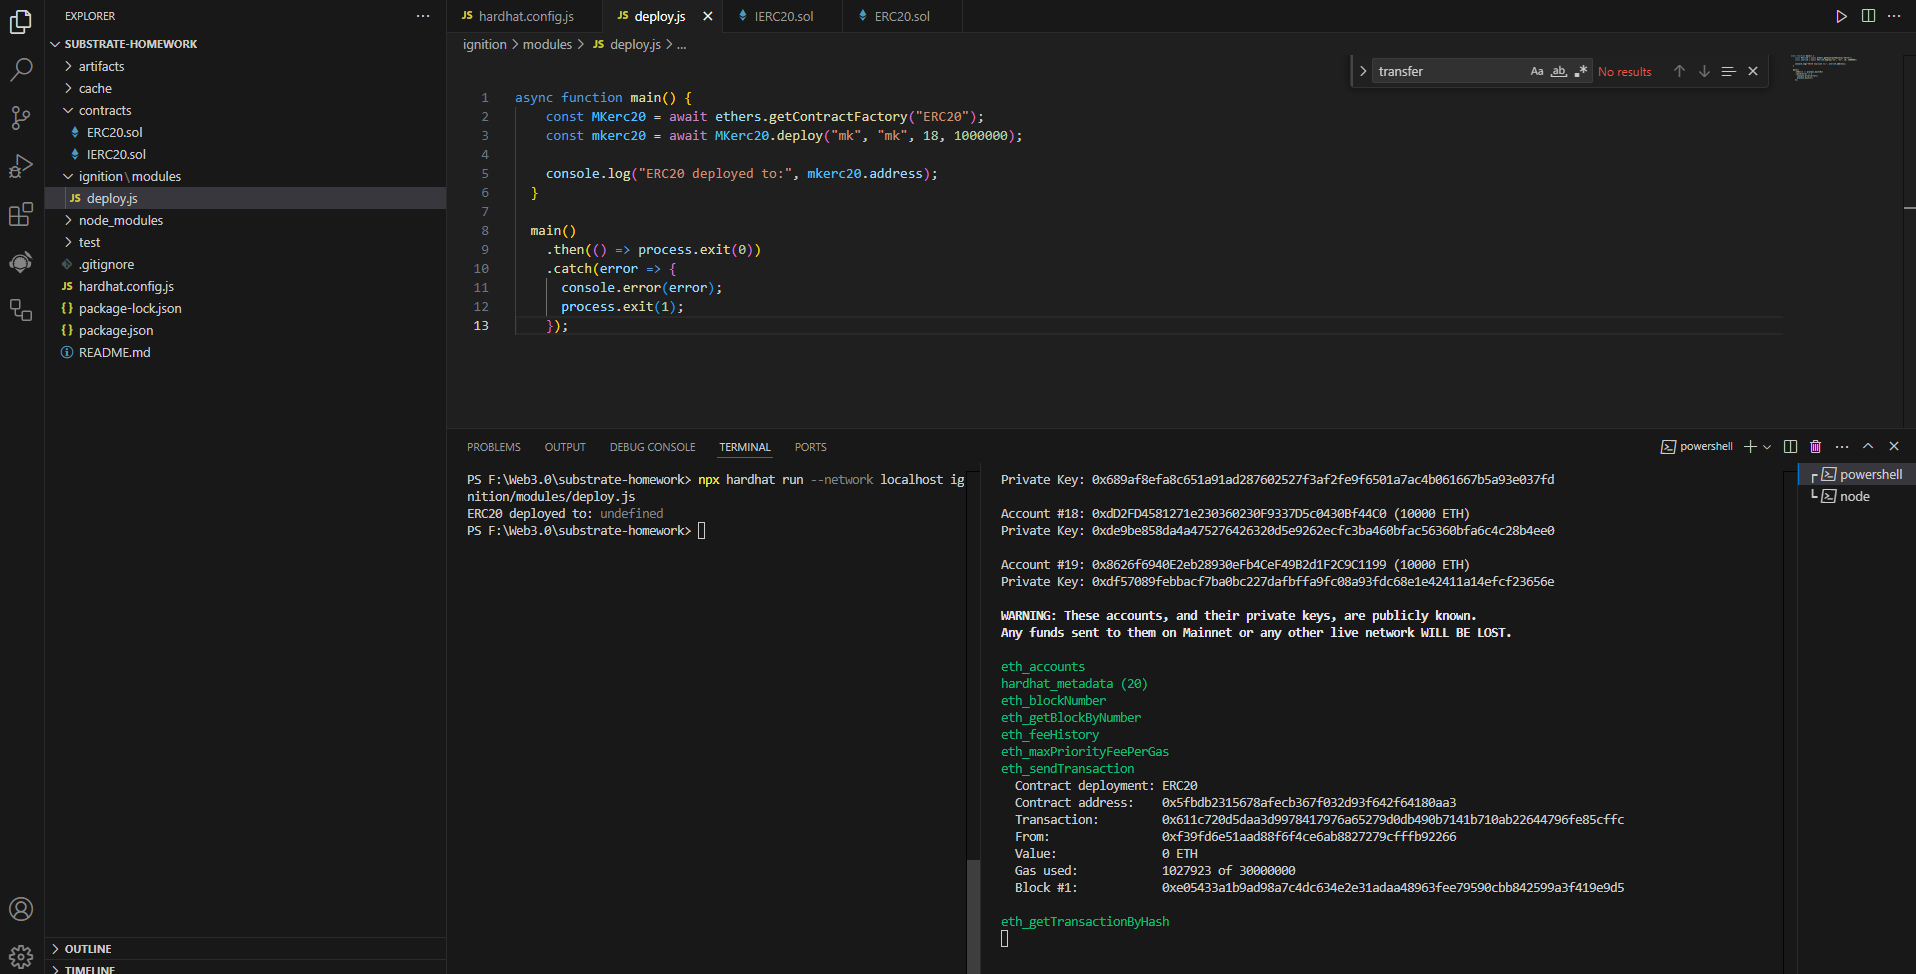 EXPLORER
SUBSTRATE-HOMEWORK
artifacts
cache
contracts
ERC20.sol
IERC20.sol
ignition\modules
JS deploy.js
node_modules
test
.gitignore
JS hardhat.config.js
{} package-lock.json
{} package.json
README.md
OUTLINE
TIMELINE
JS hardhat.config.js
JS deploy.js
IERC20.sol
ERC20.sol
ignition > modules > JS deploy.js > ...
transfer
Aa ab .* No results
1 async function main() {
2 const MKerc20 = await ethers.getContractFactory("ERC20");
3 const mkerc20 = await MKerc20.deploy("mk", "mk", 18, 1000000);
4
5 console.log("ERC20 deployed to:", mkerc20.address);
6 }
7
8 main()
9 .then(() => process.exit(0))
10 .catch(error => {
11 console.error(error);
12 process.exit(1);
13 });
PROBLEMS OUTPUT DEBUG CONSOLE TERMINAL PORTS
powershell
PS F:\Web3.0\substrate-homework> npx hardhat run --network localhost ig
nition/modules/deploy.js
ERC20 deployed to: undefined
PS F:\Web3.0\substrate-homework>
Private Key: 0x689af8efa8c651a91ad287602527f3af2fe9f6501a7ac4b061667b5a93e037fd
Account #18: 0xdD2FD4581271e230360230F9337D5c0430Bf44C0 (10000 ETH)
Private Key: 0xde9be858da4a475276426320d5e9262ecfc3ba460bfac56360bfa6c4c28b4ee0
Account #19: 0x8626f6940E2eb28930eFb4CeF49B2d1F2C9C1199 (10000 ETH)
Private Key: 0xdf57089febbacf7ba0bc227dafbffa9fc08a93fdc68e1e42411a14efcf23656e
WARNING: These accounts, and their private keys, are publicly known.
Any funds sent to them on Mainnet or any other live network WILL BE LOST.
eth_accounts
hardhat_metadata (20)
eth_blockNumber
eth_getBlockByNumber
eth_feeHistory
eth_maxPriorityFeePerGas
eth_sendTransaction
Contract deployment: ERC20
Contract address: 0x5fbdb2315678afecb367f032d93f642f64180aa3
Transaction: 0x611c720d5daa3d9978417976a65279d0db490b7141b710ab22644796fe85cffc
From: 0xf39fd6e51aad88f6f4ce6ab8827279cfffb92266
Value: 0 ETH
Gas used: 1027923 of 30000000
Block #1: 0xe05433a1b9ad98a7c4dc634e2e31adaa48963fee79590cbb842599a3f419e9d5
eth_getTransactionByHash
powershell
node